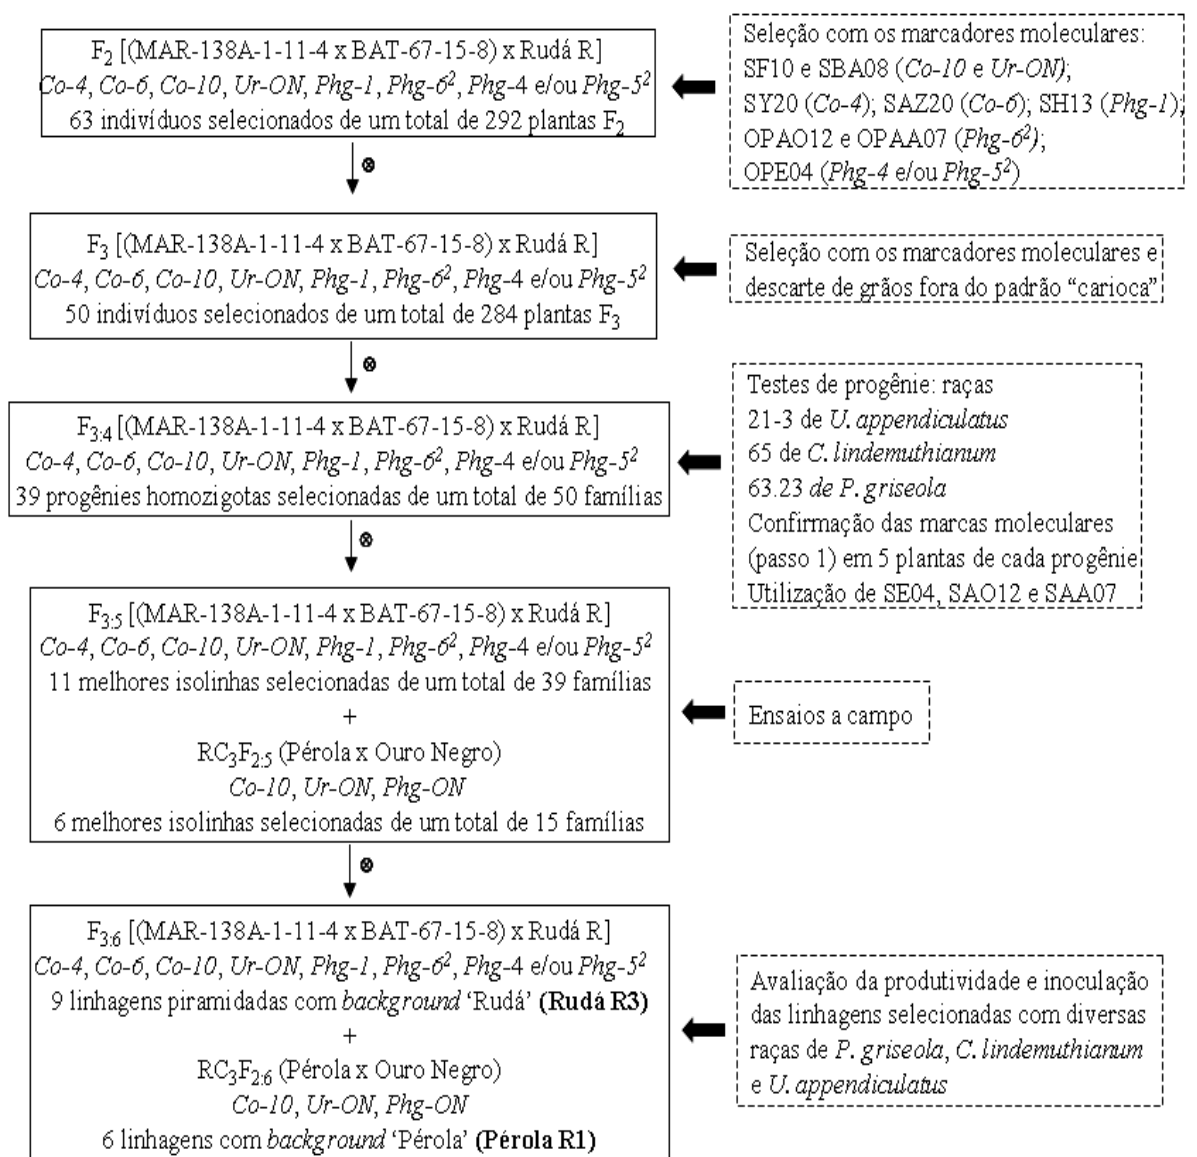 F2 [(MAR-138A-1-11-4 x BAT-67-15-8) x Rudá R]
Co-4, Co-6, Co-10, Ur-ON, Phg-1, Phg-6², Phg-4 e/ou Phg-5²
63 indivíduos selecionados de um total de 292 plantas F2
Seleção com os marcadores moleculares:
SF10 e SBA08 (Co-10 e Ur-ON);
SY20 (Co-4); SAZ20 (Co-6); SH13 (Phg-1);
OPAO12 e OPAA07 (Phg-6²);
OPE04 (Phg-4 e/ou Phg-5²)
⊗
F3 [(MAR-138A-1-11-4 x BAT-67-15-8) x Rudá R]
Co-4, Co-6, Co-10, Ur-ON, Phg-1, Phg-6², Phg-4 e/ou Phg-5²
50 indivíduos selecionados de um total de 284 plantas F3
Seleção com os marcadores moleculares e
descarte de grãos fora do padrão “carioca”
⊗
F3:4 [(MAR-138A-1-11-4 x BAT-67-15-8) x Rudá R]
Co-4, Co-6, Co-10, Ur-ON, Phg-1, Phg-6², Phg-4 e/ou Phg-5²
39 progênies homozigotas selecionadas de um total de 50 famílias
Testes de progênie: raças
21-3 de U. appendiculatus
65 de C. lindemuthianum
63.23 de P. griseola
Confirmação das marcas moleculares
(passo 1) em 5 plantas de cada progênie
Utilização de SE04, SAO12 e SAA07
⊗
F3:5 [(MAR-138A-1-11-4 x BAT-67-15-8) x Rudá R]
Co-4, Co-6, Co-10, Ur-ON, Phg-1, Phg-6², Phg-4 e/ou Phg-5²
11 melhores isolinhas selecionadas de um total de 39 famílias
+
RC3F2:5 (Pérola x Ouro Negro)
Co-10, Ur-ON, Phg-ON
6 melhores isolinhas selecionadas de um total de 15 famílias
Ensaios a campo
⊗
F3:6 [(MAR-138A-1-11-4 x BAT-67-15-8) x Rudá R]
Co-4, Co-6, Co-10, Ur-ON, Phg-1, Phg-6², Phg-4 e/ou Phg-5²
9 linhagens piramidadas com background ‘Rudá’ (Rudá R3)
+
RC3F2:6 (Pérola x Ouro Negro)
Co-10, Ur-ON, Phg-ON
6 linhagens com background ‘Pérola’ (Pérola R1)
Avaliação da produtividade e inoculação
das linhagens selecionadas com diversas
raças de P. griseola, C. lindemuthianum
e U. appendiculatus